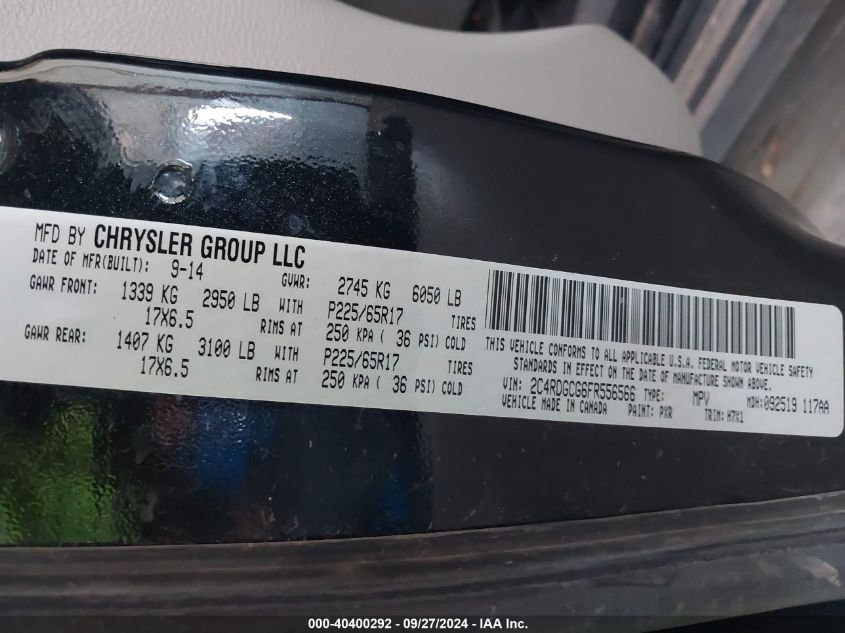 MFD BY CHRYSLER GROUP LLC
DATE OF MFR(BUILT): 9-14 GVWR: 2745 KG 6050 LB
GAWR FRONT: 1339 KG 2950 LB WITH P225/65R17 TIRES
17X6.5 RIMS AT 250 KPA ( 36 PSI) COLD
GAWR REAR: 1407 KG 3100 LB WITH P225/65R17 TIRES
17X6.5 RIMS AT 250 KPA ( 36 PSI) COLD
THIS VEHICLE CONFORMS TO ALL APPLICABLE U.S.A. FEDERAL MOTOR VEHICLE SAFETY
STANDARDS IN EFFECT ON THE DATE OF MANUFACTURE SHOWN ABOVE.
VIN: 2C4RDGCG6FR556566 TYPE: MPV MDH:092519 117AA
VEHICLE MADE IN CANADA PAINT: PXR TRIM: H7X1
000-40400292 - 09/27/2024 - IAA Inc.